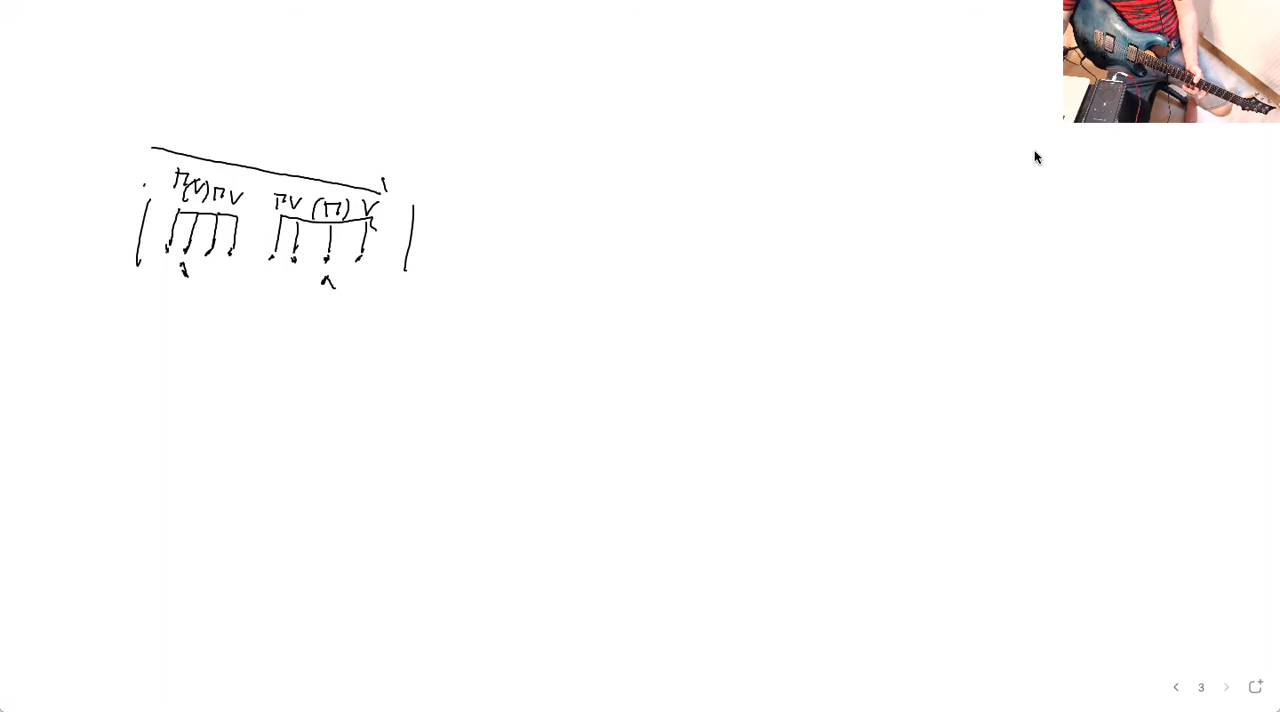 ⊓ (V) ⊓ V ⊓ V (⊓) V
3